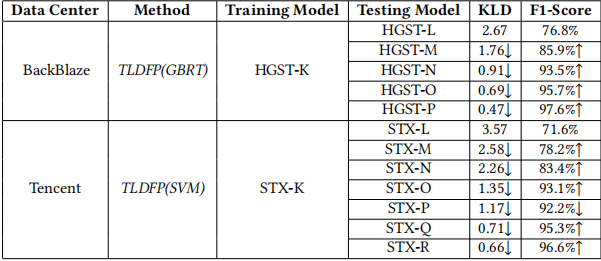 Data Center Method Training Model Testing Model KLD F1-Score
BackBlaze TLDFP(GBRT) HGST-K HGST-L 2.67 76.8%
HGST-M 1.76↓ 85.9%↑
HGST-N 0.91↓ 93.5%↑
HGST-O 0.69↓ 95.7%↑
HGST-P 0.47↓ 97.6%↑
Tencent TLDFP(SVM) STX-K STX-L 3.57 71.6%
STX-M 2.58↓ 78.2%↑
STX-N 2.26↓ 83.4%↑
STX-O 1.35↓ 93.1%↑
STX-P 1.17↓ 92.2%↓
STX-Q 0.71↓ 95.3%↑
STX-R 0.66↓ 96.6%↑